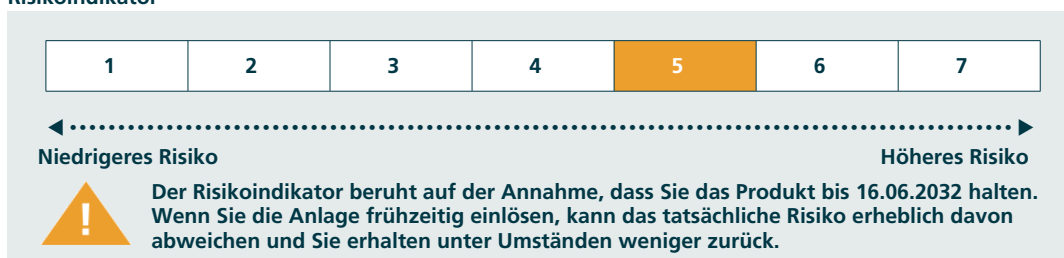 Risikoindikator
1 2 3 4 5 6 7
Niedrigeres Risiko Höheres Risiko
! Der Risikoindikator beruht auf der Annahme, dass Sie das Produkt bis 16.06.2032 halten.
Wenn Sie die Anlage frühzeitig einlösen, kann das tatsächliche Risiko erheblich davon
abweichen und Sie erhalten unter Umständen weniger zurück.